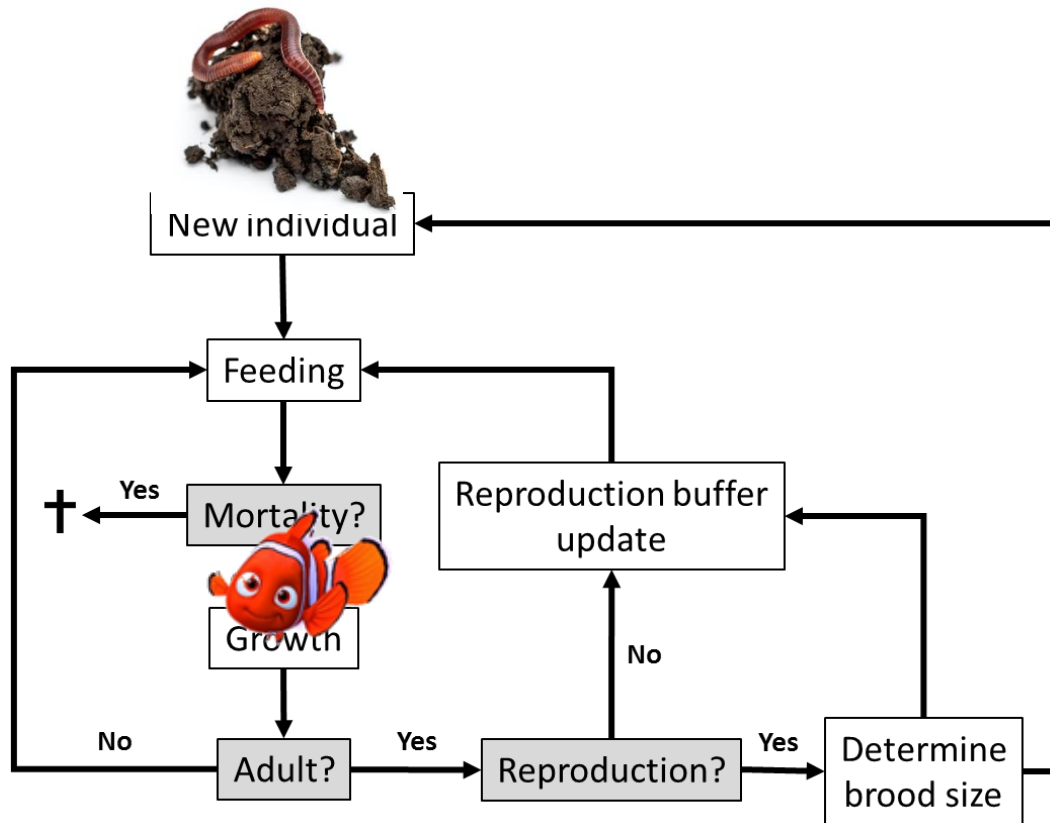 New individual
Feeding
Yes
Mortality?
Reproduction buffer
update
Growth
No
No
Adult?
Yes
Reproduction?
Yes
Determine
brood size